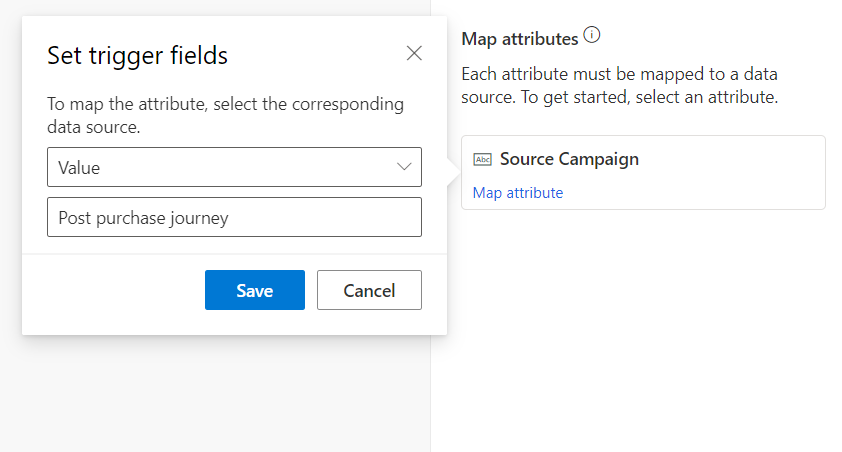 Set trigger fields
To map the attribute, select the corresponding
data source.
Value
Post purchase journey
Save
Cancel
Map attributes
Each attribute must be mapped to a data
source. To get started, select an attribute.
Abc
Source Campaign
Map attribute